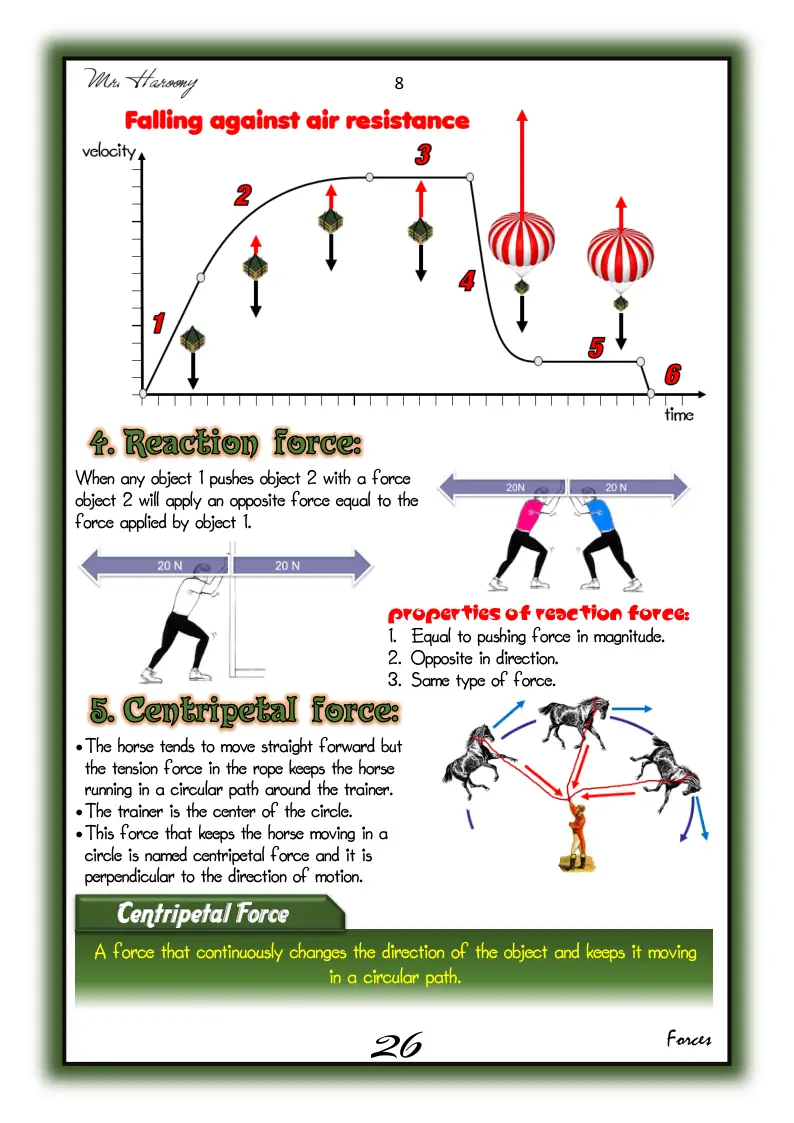 Mr. Haroony
8
Falling against air resistance
velocity
3
2
4
1
5
6
time
4. Reaction force:
When any object 1 pushes object 2 with a force
object 2 will apply an opposite force equal to the
force applied by object 1.
20N 20 N
20 N 20 N
properties of reaction force:
1. Equal to pushing force in magnitude.
2. Opposite in direction.
3. Same type of force.
5. Centripetal force:
•The horse tends to move straight forward but
the tension force in the rope keeps the horse
running in a circular path around the trainer.
•The trainer is the center of the circle.
•This force that keeps the horse moving in a
circle is named centripetal force and it is
perpendicular to the direction of motion.
Centripetal Force
A force that continuously changes the direction of the object and keeps it moving
in a circular path.
26
Forces